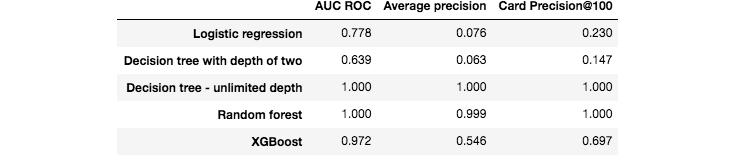 AUC ROC Average precision Card Precision@100
Logistic regression 0.778 0.076 0.230
Decision tree with depth of two 0.639 0.063 0.147
Decision tree - unlimited depth 1.000 1.000 1.000
Random forest 1.000 0.999 1.000
XGBoost 0.972 0.546 0.697